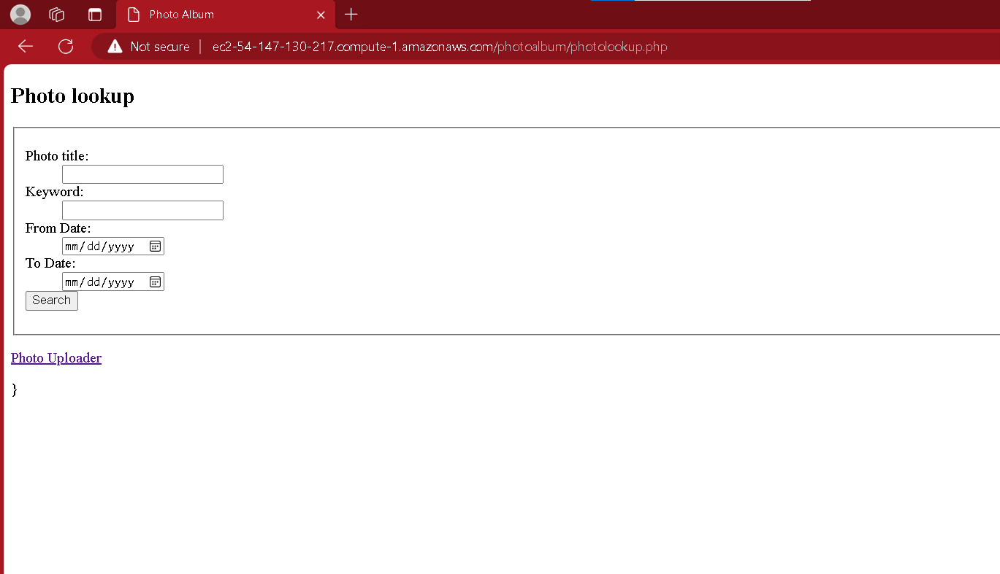 Photo Album
Not secure | ec2-54-147-130-217.compute-1.amazonaws.com/photoalbum/photolookup.php
Photo lookup
Photo title:
Keyword:
From Date:
mm/dd/yyyy
To Date:
mm/dd/yyyy
Search
Photo Uploader
}